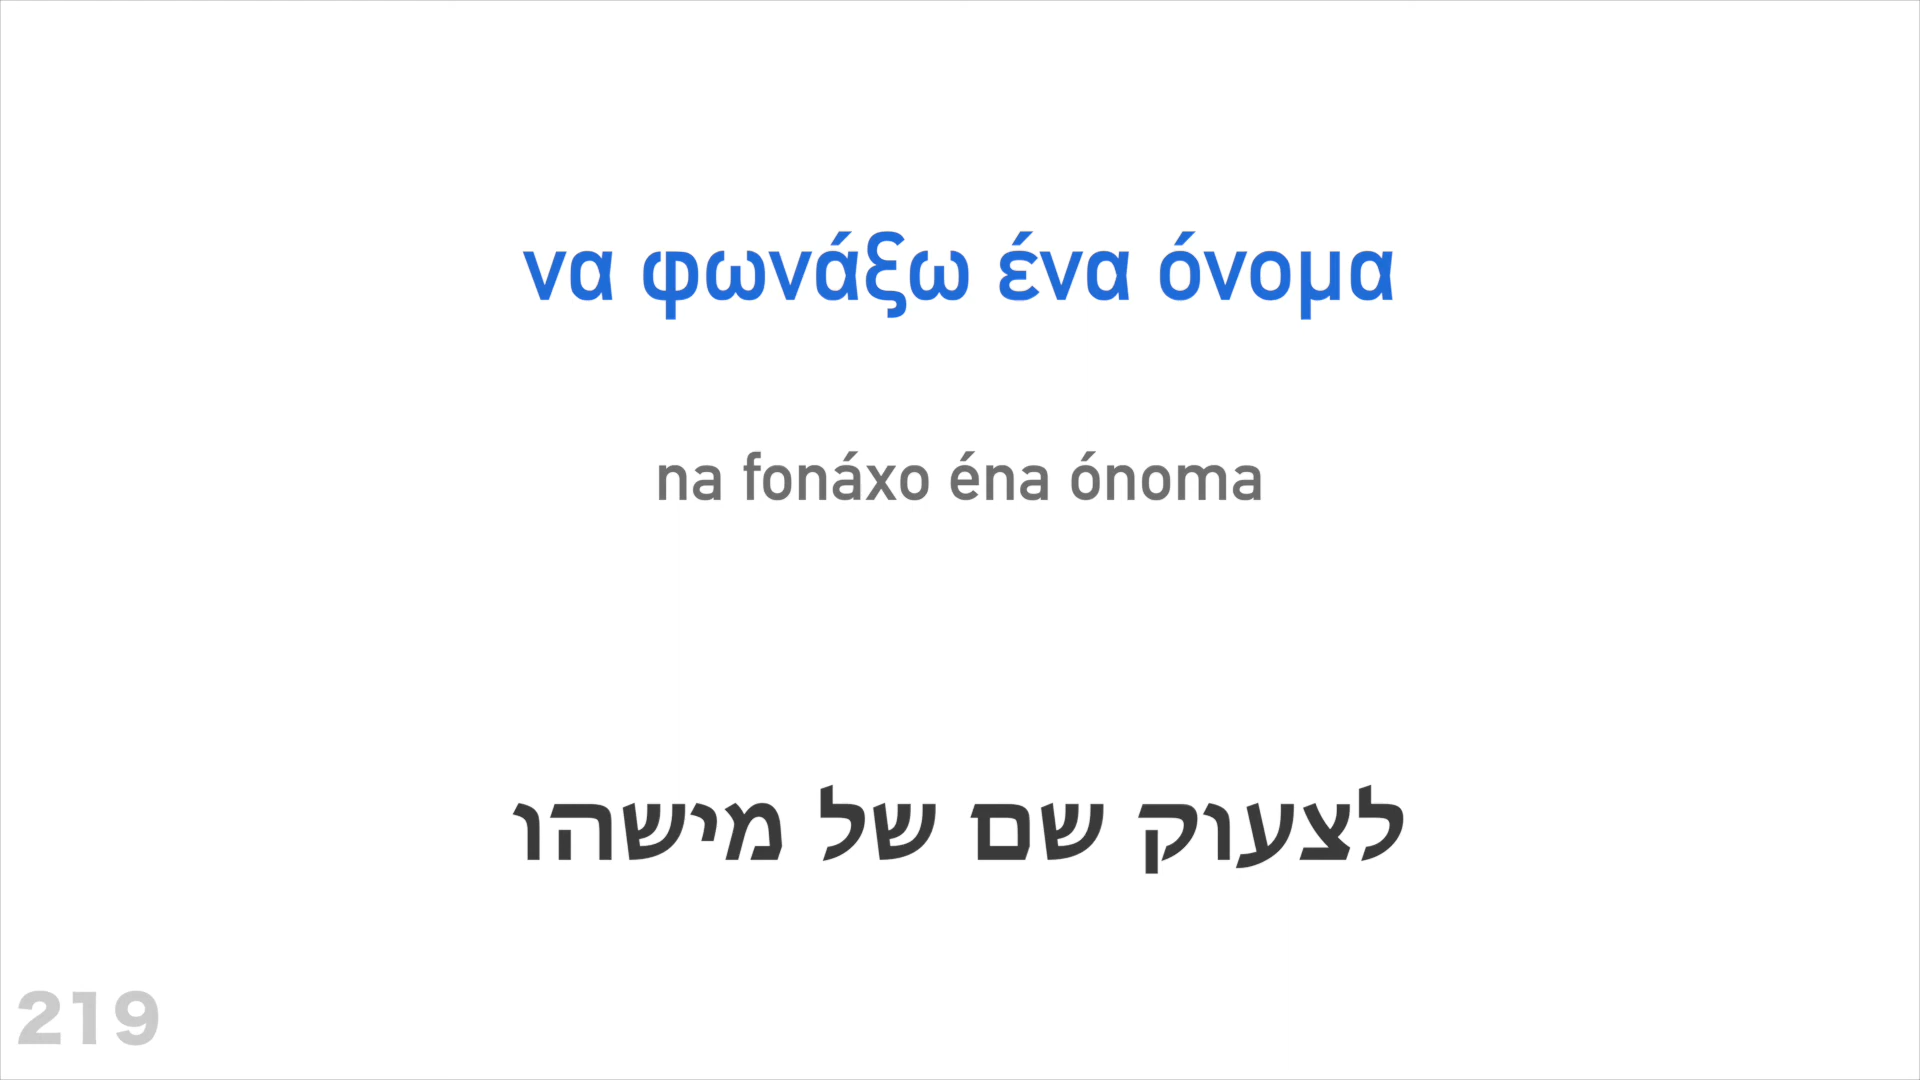 να φωνάξω ένα όνομα
na fonáxo éna ónoma
לצעוק שם של מישהו
219